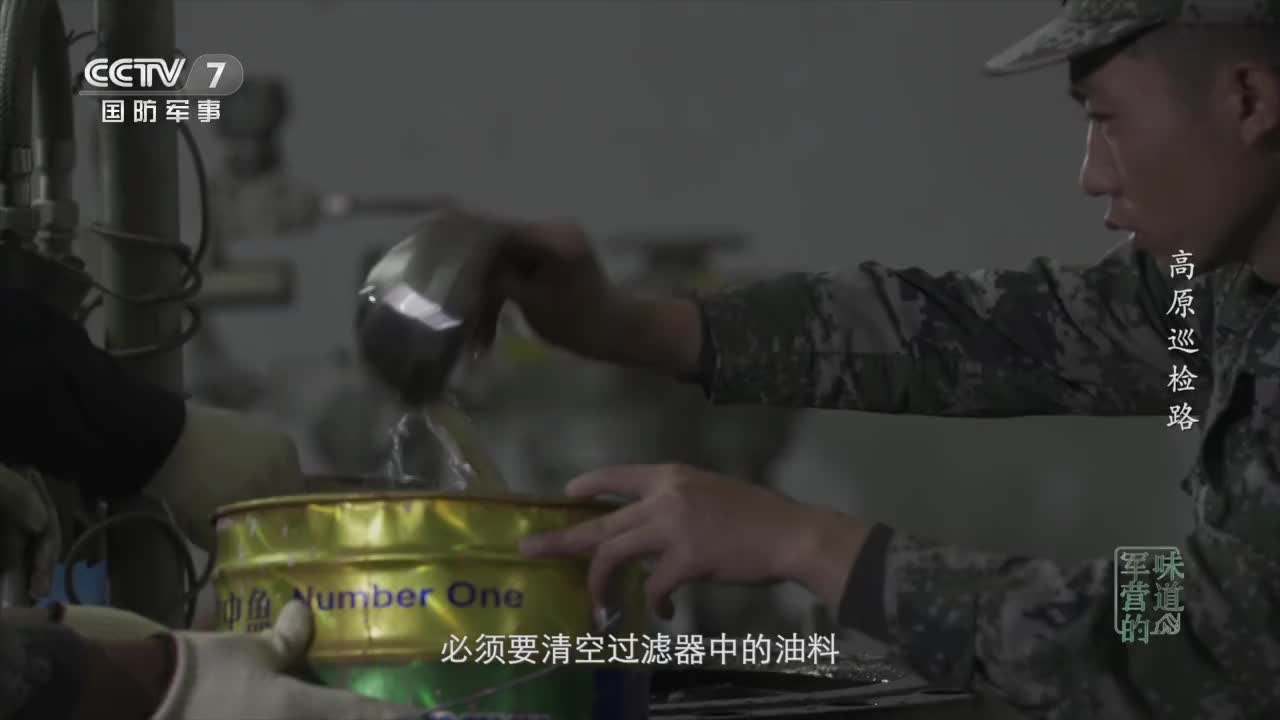 CCTV 7
国防军事
高原巡检路
军营的
味道
Number One
必须要清空过滤器中的油料